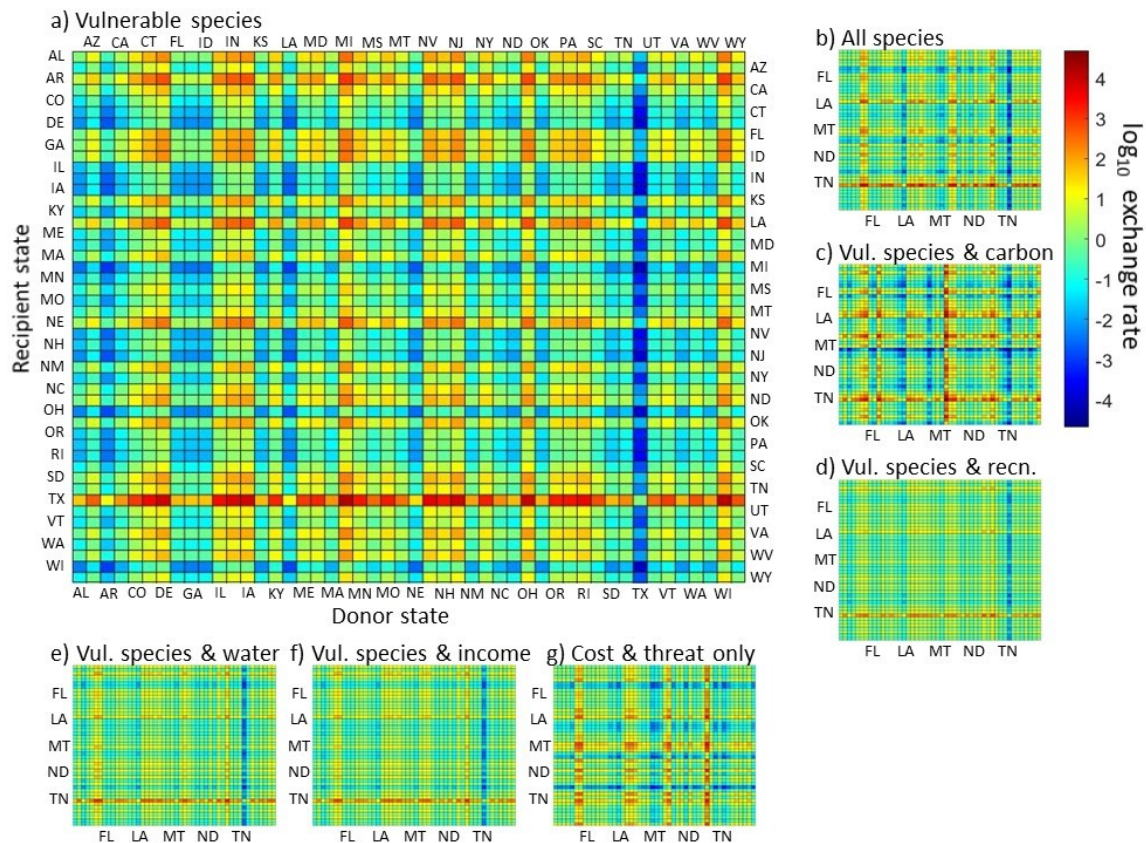 a) Vulnerable species
AZ CA CT FL ID IN KS LA MD MI MS MT NV NJ NY ND OK PA SC TN UT VA WV WY
AL
AR
CO
DE
GA
IL
IA
KY
ME
MA
MN
MO
NE
NH
NM
NC
OH
OR
RI
SD
TX
VT
WA
WI
Recipient state
AZ
CA
CT
FL
ID
IN
KS
LA
MD
MI
MS
MT
NV
NJ
NY
ND
OK
PA
SC
TN
UT
VA
WV
WY
AL AR CO DE GA IL IA KY ME MA MN MO NE NH NM NC OH OR RI SD TX VT WA WI
Donor state
b) All species
FL
LA
MT
ND
TN
FL LA MT ND TN
c) Vul. species & carbon
FL
LA
MT
ND
TN
FL LA MT ND TN
d) Vul. species & recn.
FL
LA
MT
ND
TN
FL LA MT ND TN
4
3
2
1
0
-1
-2
-3
-4
log10 exchange rate
e) Vul. species & water
FL
LA
MT
ND
TN
FL LA MT ND TN
f) Vul. species & income
FL
LA
MT
ND
TN
FL LA MT ND TN
g) Cost & threat only
FL
LA
MT
ND
TN
FL LA MT ND TN